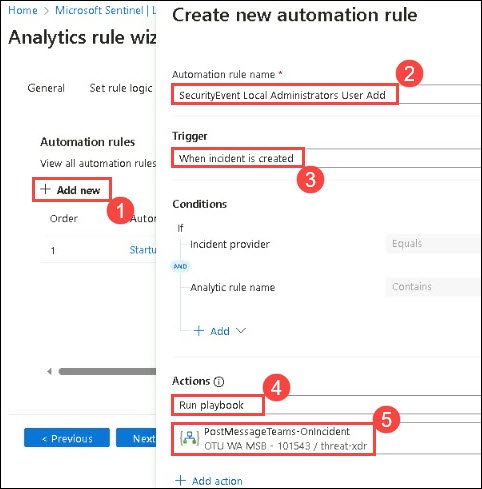 Home > Microsoft Sentinel | L
Analytics rule wiz
General Set rule logic
Automation rules
View all automation rules
+ Add new
1
Order Autor
1 Startu
< Previous Next
Create new automation rule
Automation rule name *
2
SecurityEvent Local Administrators User Add
Trigger
When incident is created
3
Conditions
If
Incident provider Equals
AND
Analytic rule name Contains
+ Add
Actions
4
Run playbook
5
PostMessageTeams-OnIncident
OTU WA MSB - 101543 / threat-xdr
+ Add action